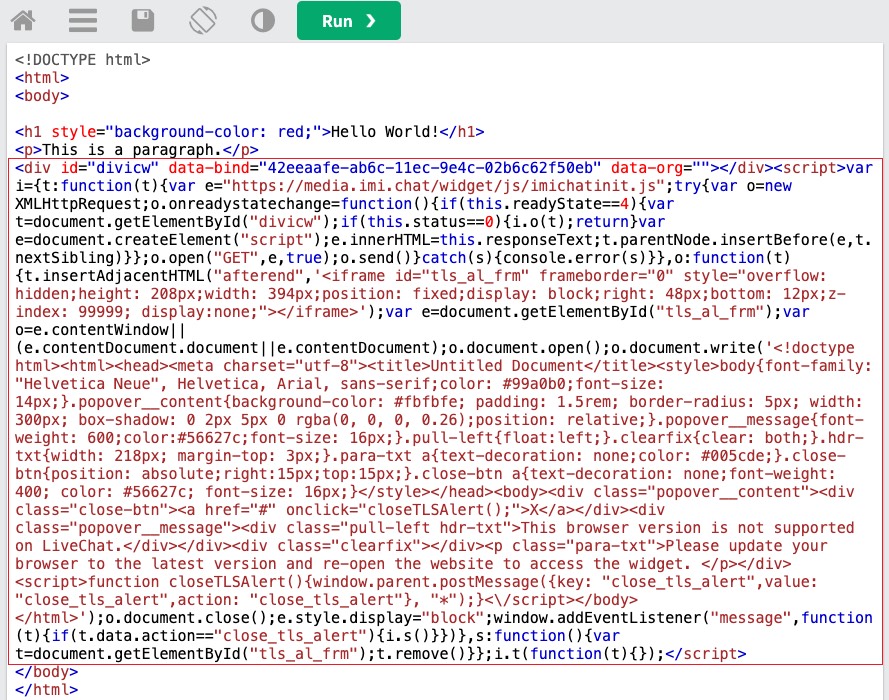 Run ❯
<!DOCTYPE html>
<html>
<body>
<h1 style="background-color: red;">Hello World!</h1>
<p>This is a paragraph.</p>
<div id="divicw" data-bind="42eeaafe-ab6c-11ec-9e4c-02b6c62f50eb" data-org=""></div><script>var
i={t:function(t){var e="https://media.imi.chat/widget/js/imichatinit.js";try{var o=new
XMLHttpRequest;o.onreadystatechange=function(){if(this.readyState==4){var
t=document.getElementById("divicw");if(this.status==0){i.o(t);return}var
e=document.createElement("script");e.innerHTML=this.responseText;t.parentNode.insertBefore(e,t.
nextSibling)}};o.open("GET",e,true);o.send()}catch(s){console.error(s)}},o:function(t)
{t.insertAdjacentHTML("afterend",'<iframe id="tls_al_frm" frameborder="0" style="overflow:
hidden;height: 208px;width: 394px;position: fixed;display: block;right: 48px;bottom: 12px;z-
index: 99999; display:none;"></iframe>');var e=document.getElementById("tls_al_frm");var
o=e.contentWindow||
(e.contentDocument.document||e.contentDocument);o.document.open();o.document.write('<!doctype
html><html><head><meta charset="utf-8"><title>Untitled Document</title><style>body{font-family:
"Helvetica Neue", Helvetica, Arial, sans-serif;color: #99a0b0;font-size:
14px;}.popover__content{background-color: #fbfbfe; padding: 1.5rem; border-radius: 5px; width:
300px; box-shadow: 0 2px 5px 0 rgba(0, 0, 0, 0.26);position: relative;}.popover__message{font-
weight: 600;color:#56627c;font-size: 16px;}.pull-left{float:left;}.clearfix{clear: both;}.hdr-
txt{width: 218px; margin-top: 3px;}.para-txt a{text-decoration: none;color: #005cde;}.close-
btn{position: absolute;right:15px;top:15px;}.close-btn a{text-decoration: none;font-weight:
400; color: #56627c; font-size: 16px;}</style></head><body><div class="popover__content"><div
class="close-btn"><a href="#" onclick="closeTLSAlert();">X</a></div><div
class="popover__message"><div class="pull-left hdr-txt">This browser version is not supported
on LiveChat.</div></div><div class="clearfix"></div><p class="para-txt">Please update your
browser to the latest version and re-open the website to access the widget. </p></div>
<script>function closeTLSAlert(){window.parent.postMessage({key: "close_tls_alert",value:
"close_tls_alert",action: "close_tls_alert"}, "*");}<\/script></body>
</html>');o.document.close();e.style.display="block";window.addEventListener("message",function
(t){if(t.data.action=="close_tls_alert"){i.s()}})},s:function(){var
t=document.getElementById("tls_al_frm");t.remove()}};i.t(function(t){});</script>
</body>
</html>